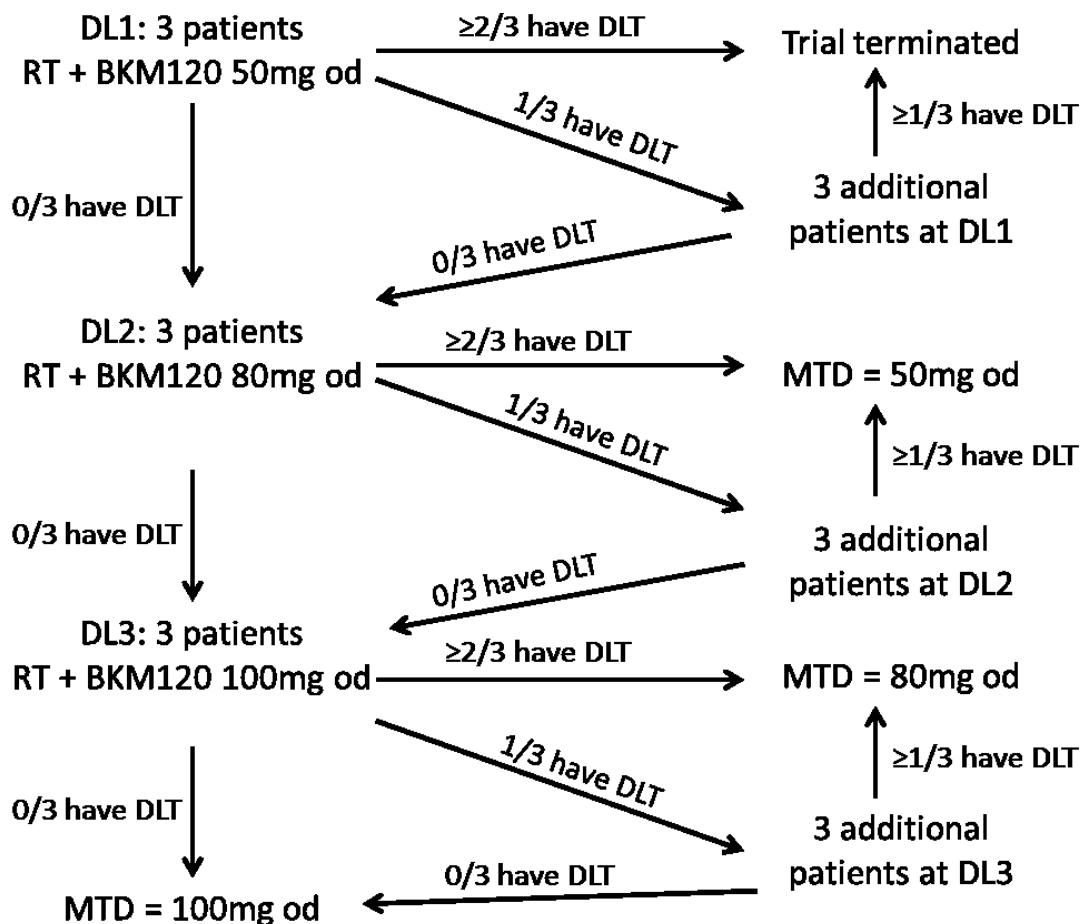 DL1: 3 patients
RT + BKM120 50mg od
≥2/3 have DLT
Trial terminated
1/3 have DLT
≥1/3 have DLT
0/3 have DLT
3 additional
patients at DL1
0/3 have DLT
DL2: 3 patients
RT + BKM120 80mg od
≥2/3 have DLT
MTD = 50mg od
1/3 have DLT
≥1/3 have DLT
0/3 have DLT
3 additional
patients at DL2
0/3 have DLT
DL3: 3 patients
RT + BKM120 100mg od
≥2/3 have DLT
MTD = 80mg od
1/3 have DLT
≥1/3 have DLT
0/3 have DLT
3 additional
patients at DL3
0/3 have DLT
MTD = 100mg od